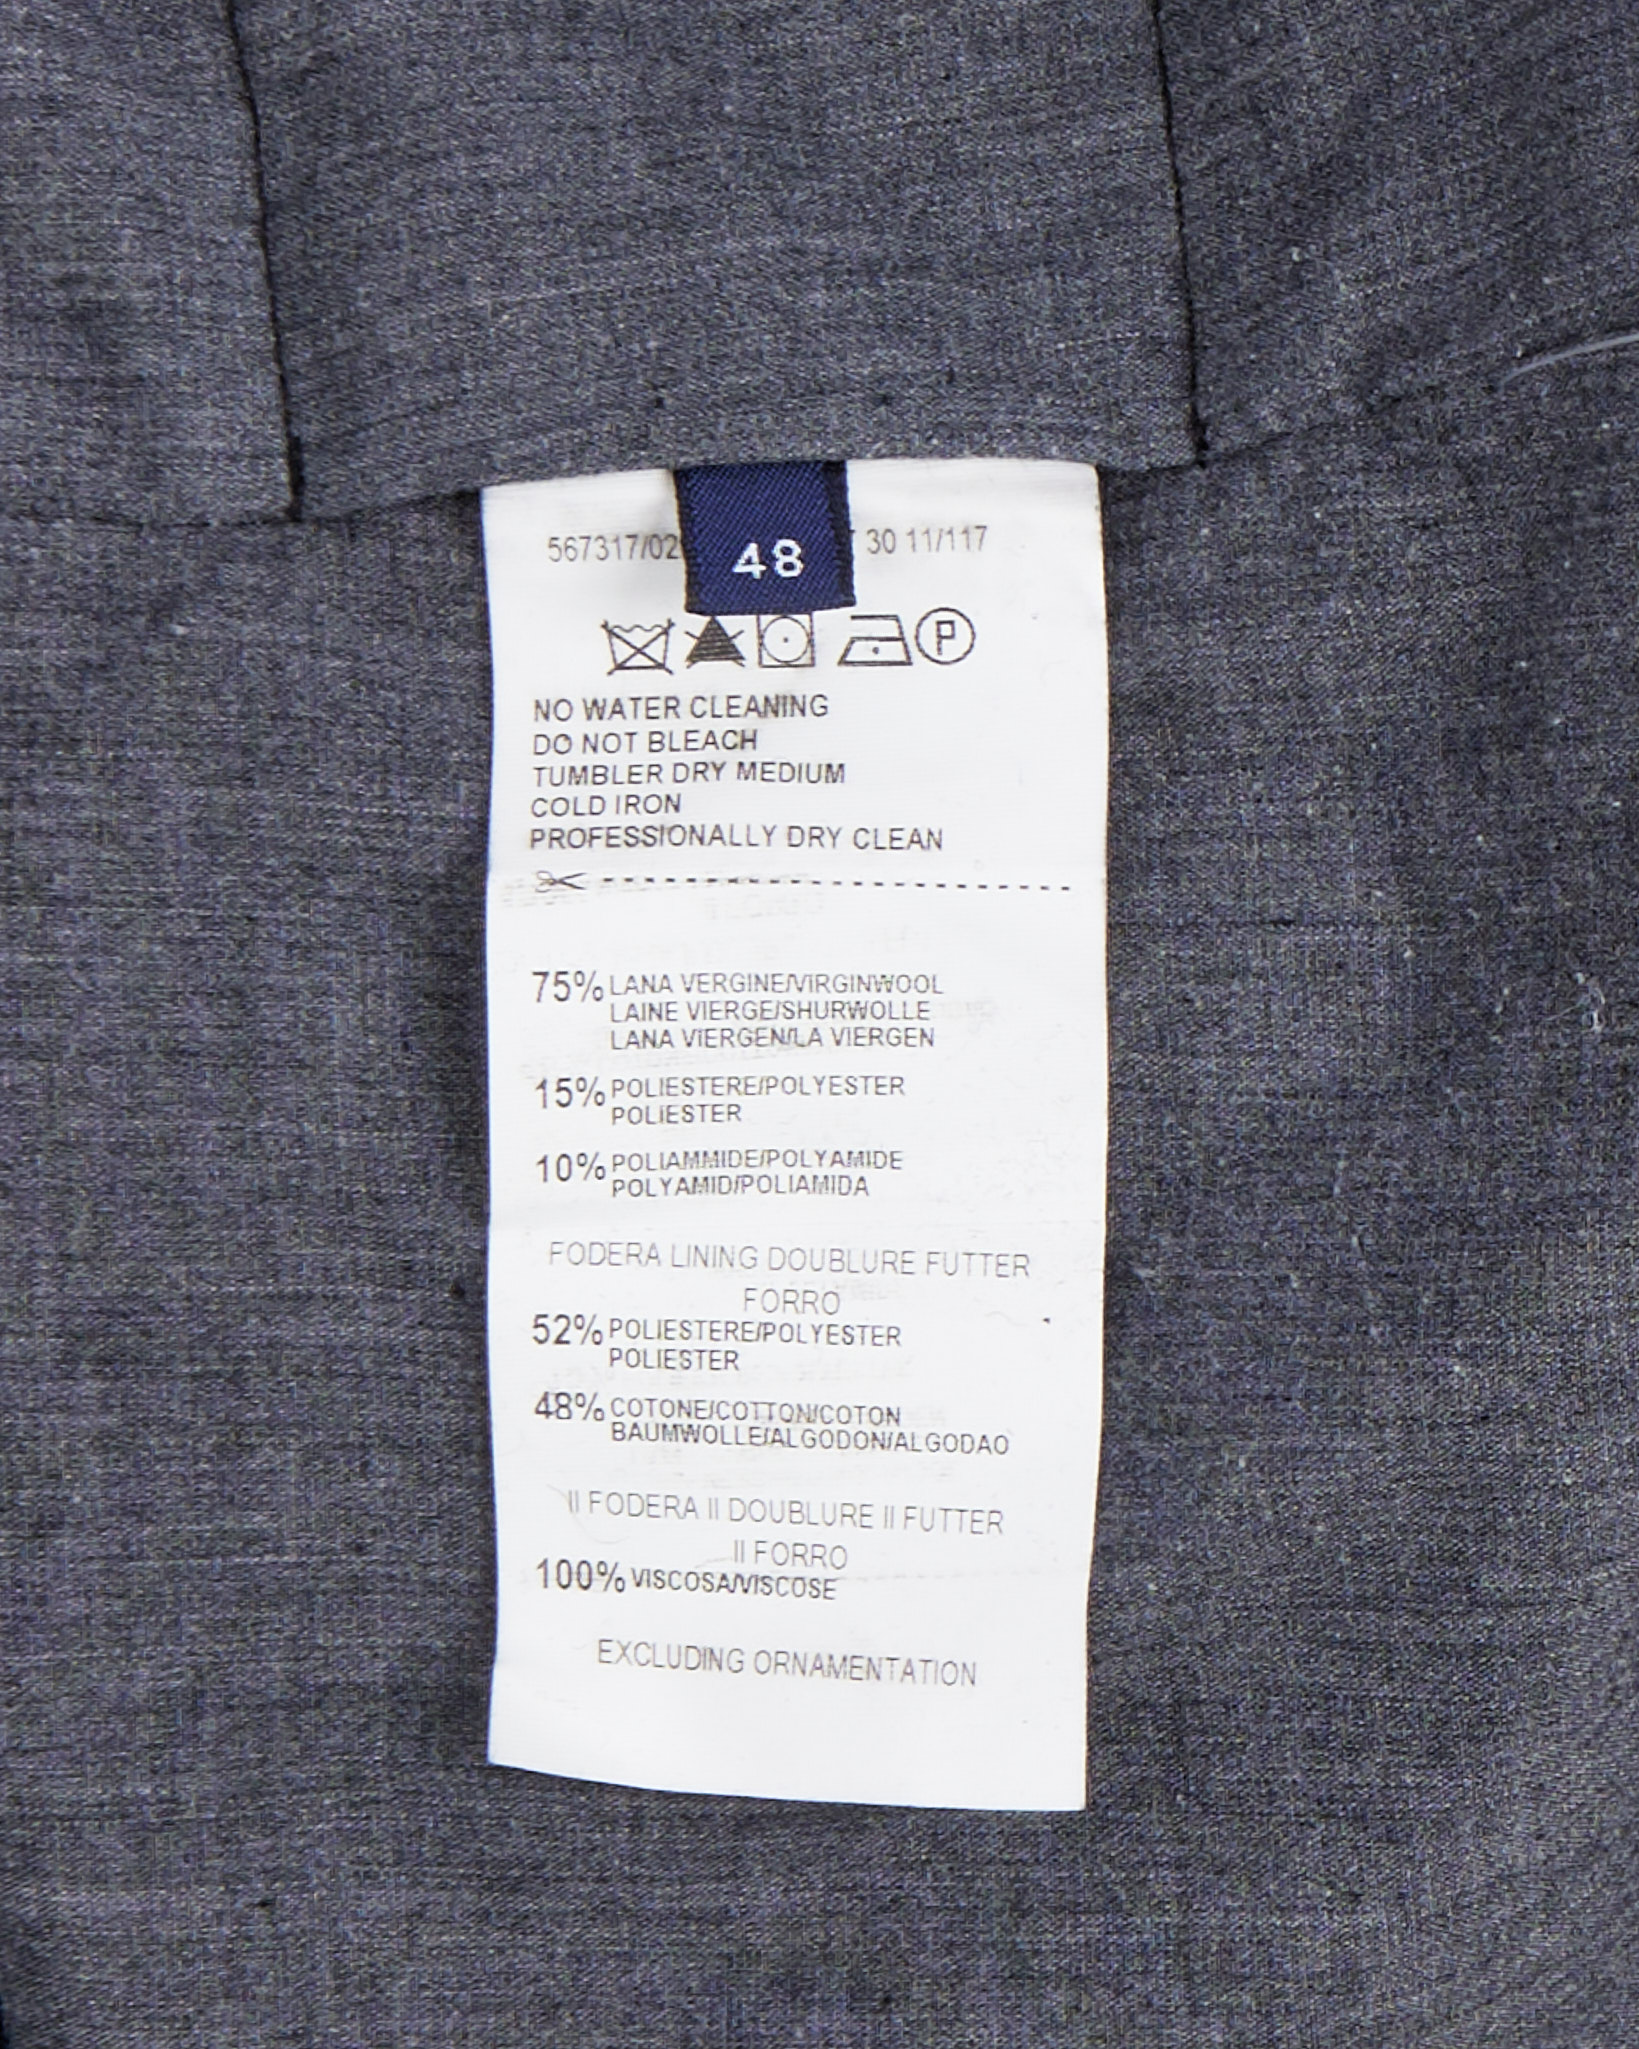 567317/02 30 11/117
48
P
NO WATER CLEANING
DO NOT BLEACH
TUMBLER DRY MEDIUM
COLD IRON
PROFESSIONALLY DRY CLEAN
75% LANA VERGINE/VIRGINWOOL
LAINE VIERGE/SHURWOLLE
LANA VIERGEN/LA VIERGEN
15% POLIESTERE/POLYESTER
POLIESTER
10% POLIAMMIDE/POLYAMIDE
POLYAMID/POLIAMIDA
FODERA LINING DOUBLURE FUTTER
FORRO
52% POLIESTERE/POLYESTER
POLIESTER
48% COTONE/COTTON/COTON
BAUMWOLLE/ALGODON/ALGODAO
II FODERA II DOUBLURE II FUTTER
II FORRO
100% VISCOSA/VISCOSE
EXCLUDING ORNAMENTATION